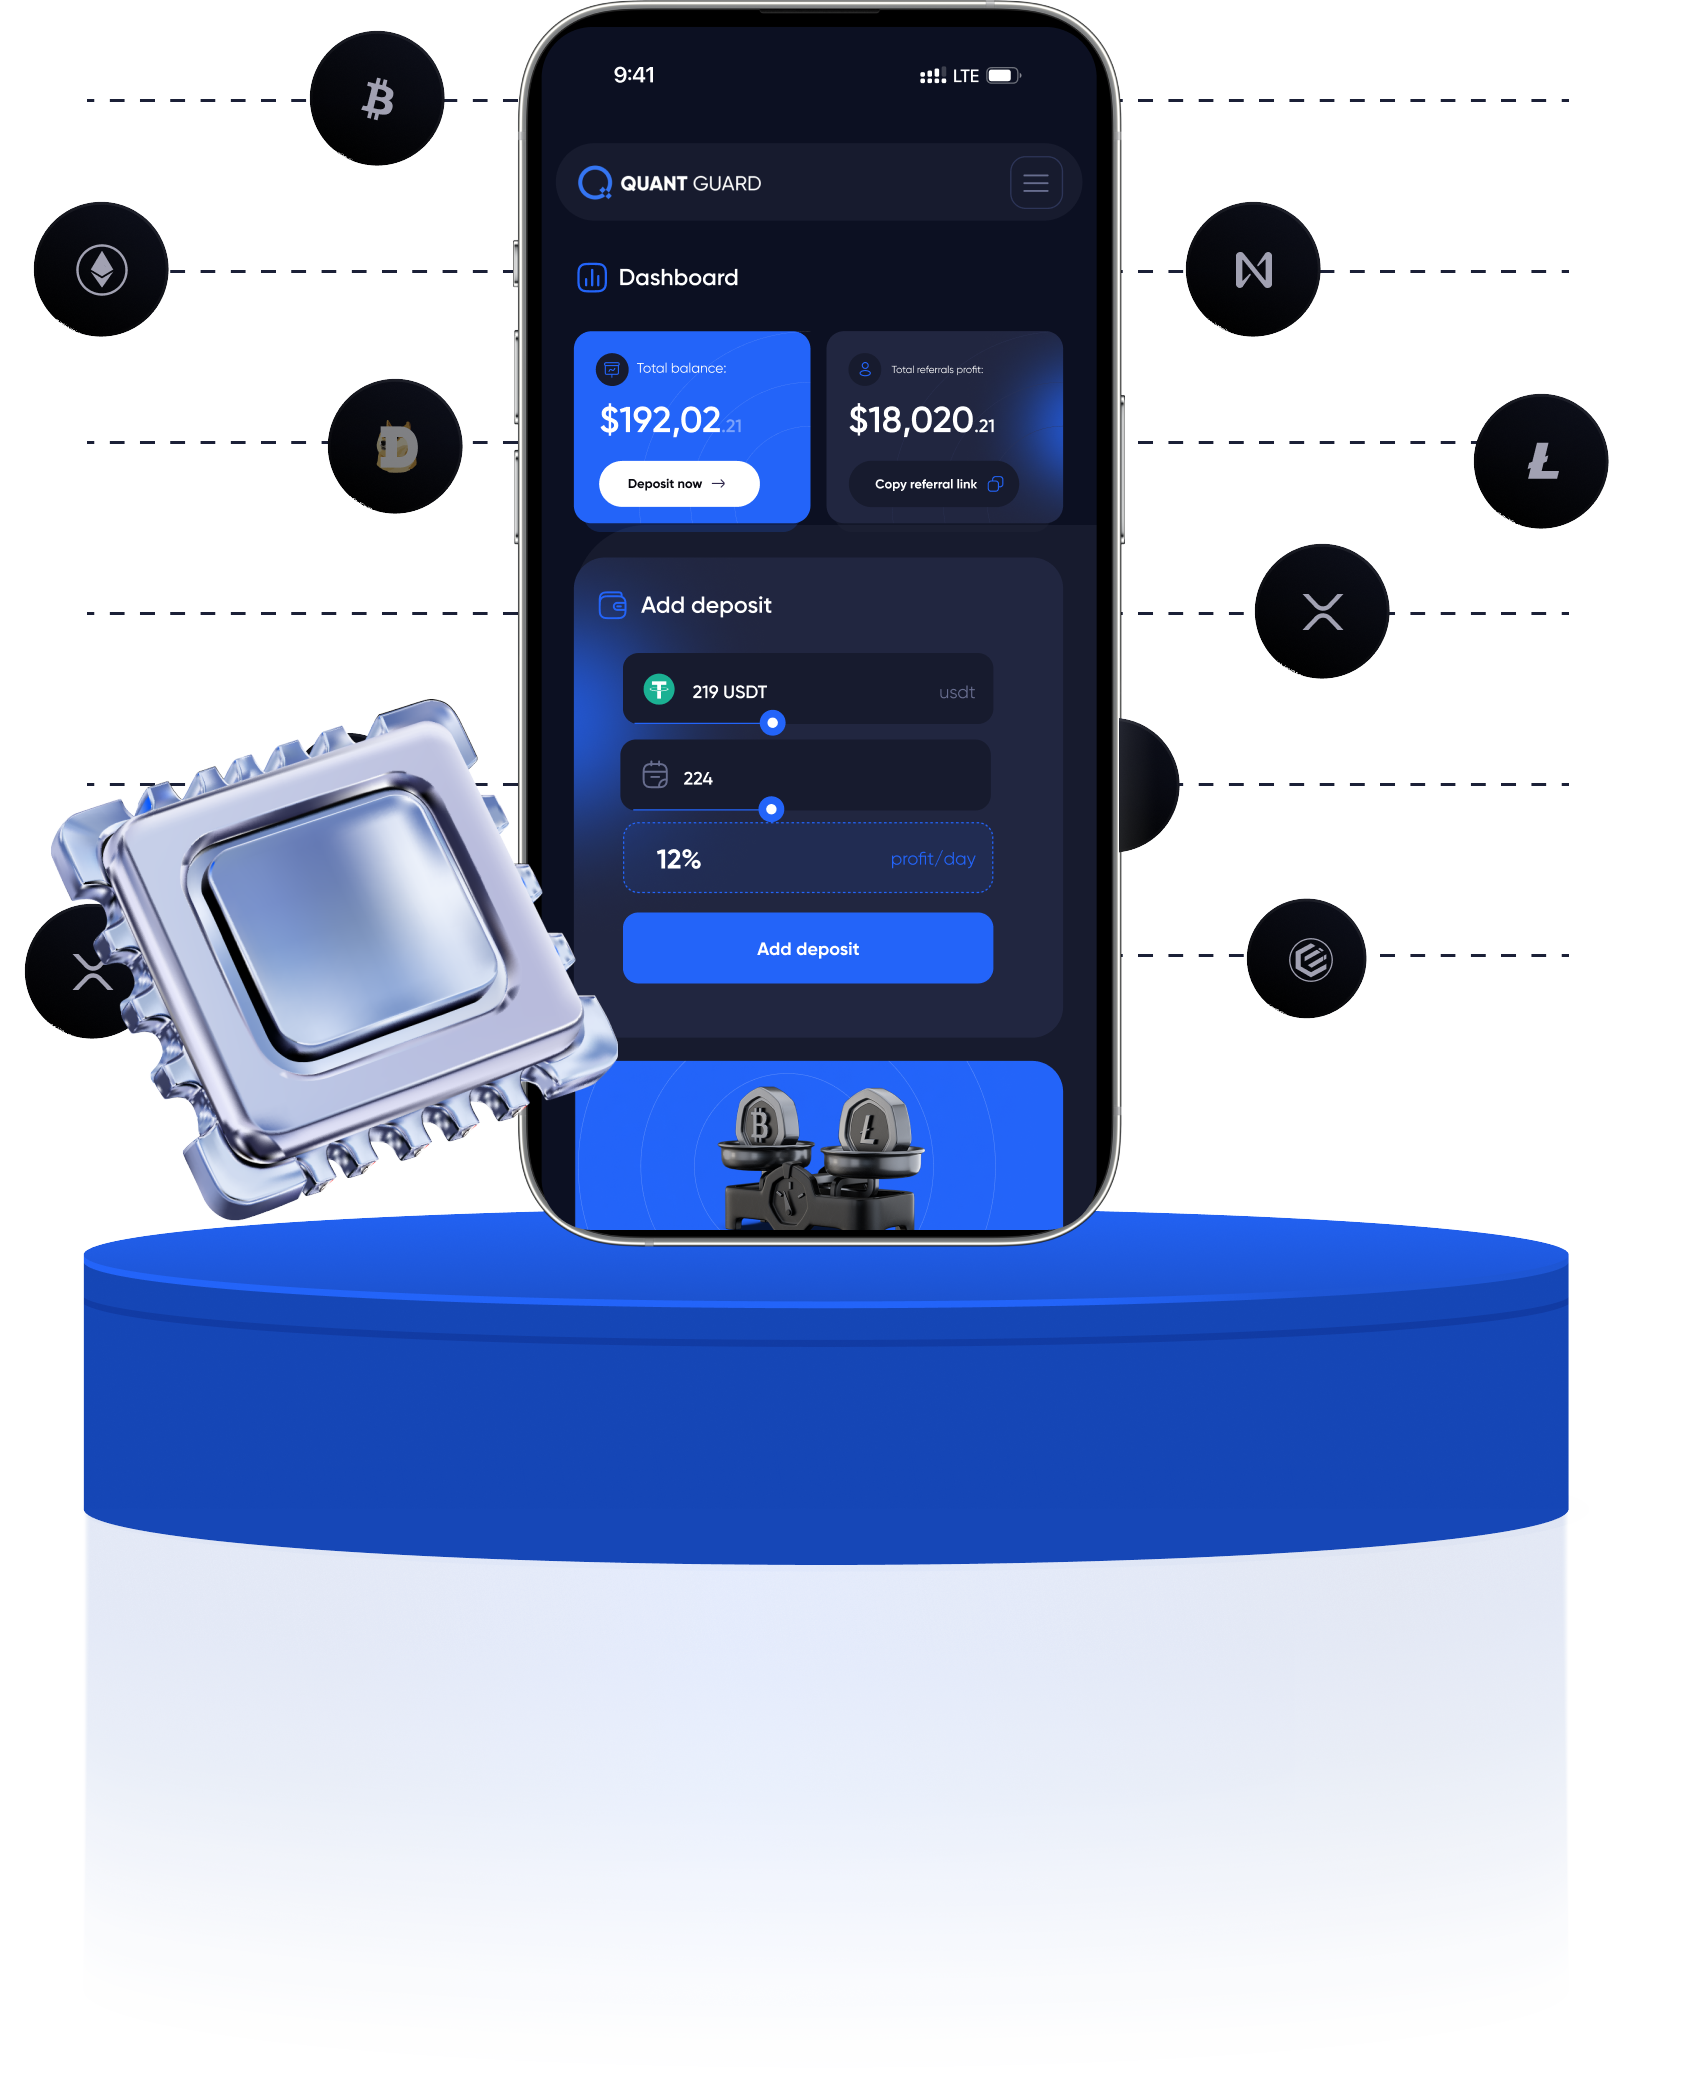 9:41 LTE
QUANT GUARD
Dashboard
Total balance:
$192,02.21
Deposit now
Total referrals profit:
$18,020.21
Copy referral link
Add deposit
219 USDT usdt
224
12% profit/day
Add deposit